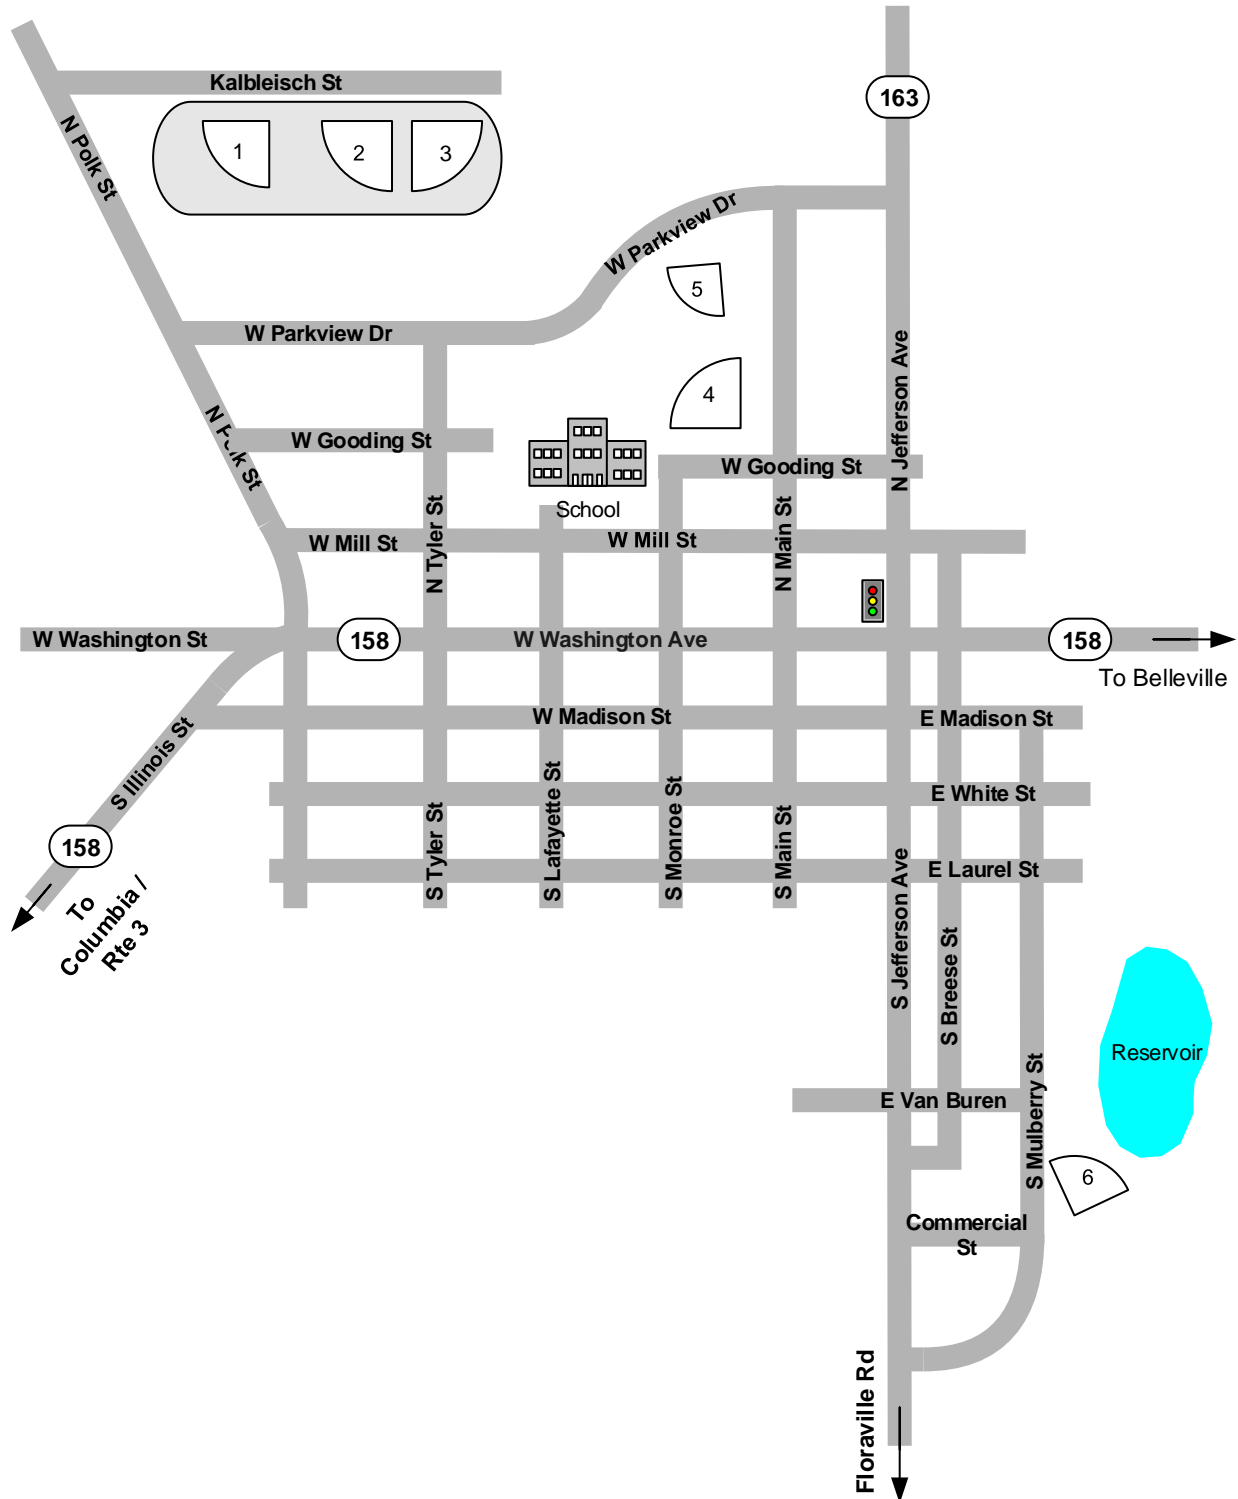 Kalbleisch St
163
N Polk St
1
2
3
W Parkview Dr
5
W Parkview Dr
4
N Jefferson Ave
N Polk St
W Gooding St
W Gooding St
School
N Tyler St
N Main St
W Mill St
W Mill St
W Washington St
158
W Washington Ave
158
To Belleville
W Madison St
E Madison St
S Illinois St
E White St
158
S Tyler St
S Lafayette St
S Monroe St
S Main St
E Laurel St
To
Columbia /
Rte 3
S Jefferson Ave
S Breese St
Reservoir
E Van Buren
S Mulberry St
6
Commercial
St
Floraville Rd